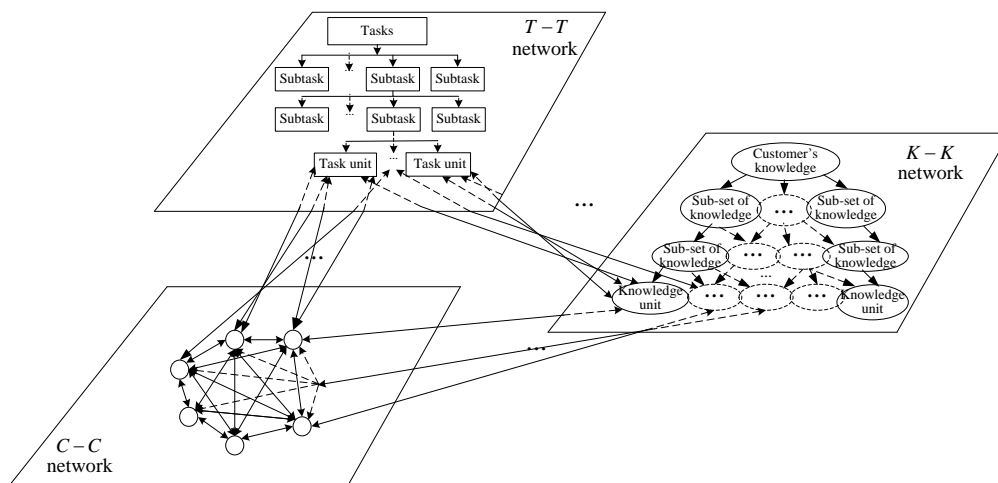 T – T
network
Tasks
...
Subtask
Subtask
Subtask
...
Subtask
Subtask
Subtask
...
Task unit
Task unit
K – K
network
Customer's
knowledge
Sub-set of
knowledge
...
Sub-set of
knowledge
Sub-set of
knowledge
...
...
Sub-set of
knowledge
...
Knowledge
unit
...
...
...
Knowledge
unit
...
...
...
C – C
network